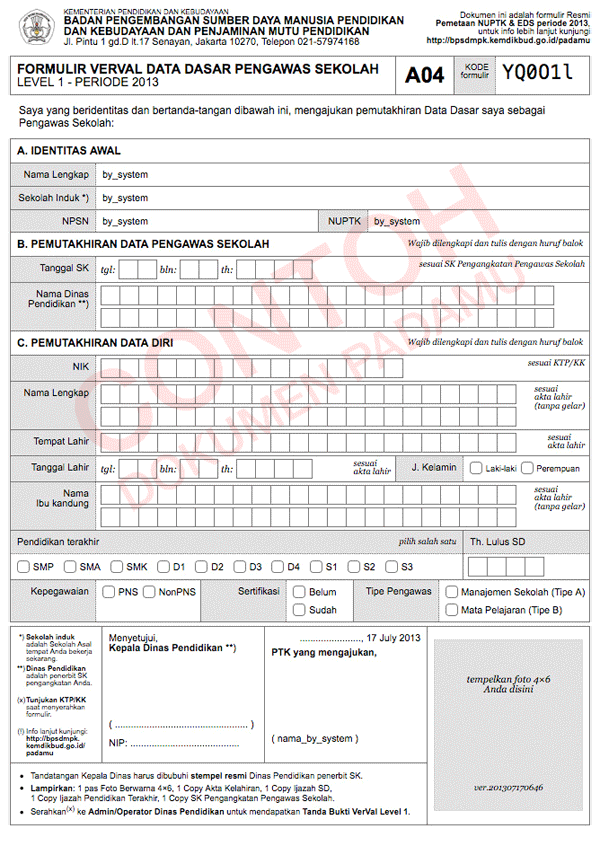 KEMENTERIAN PENDIDIKAN DAN KEBUDAYAAN
BADAN PENGEMBANGAN SUMBER DAYA MANUSIA PENDIDIKAN
DAN KEBUDAYAAN DAN PENJAMINAN MUTU PENDIDIKAN
Jl. Pintu 1 gd.D lt.17 Senayan, Jakarta 10270, Telepon 021-57974168
Dokumen ini adalah formulir Resmi
Pemetaan NUPTK & EDS periode 2013,
untuk info lebih lanjut kunjungi
http://bpsdmpk.kemdikbud.go.id/padamu
FORMULIR VERVAL DATA DASAR PENGAWAS SEKOLAH
LEVEL 1 - PERIODE 2013
A04
KODE
formulir
YQ001l
Saya yang beridentitas dan bertanda-tangan dibawah ini, mengajukan pemutakhiran Data Dasar saya sebagai
Pengawas Sekolah:
A. IDENTITAS AWAL
Nama Lengkap by_system
Sekolah Induk *) by_system
NPSN by_system NUPTK by_system
B. PEMUTAKHIRAN DATA PENGAWAS SEKOLAH Wajib dilengkapi dan tulis dengan huruf balok
Tanggal SK tgl: bln: th: sesuai SK Pengangkatan Pengawas Sekolah
Nama Dinas
Pendidikan **)
C. PEMUTAKHIRAN DATA DIRI Wajib dilengkapi dan tulis dengan huruf balok
NIK sesuai KTP/KK
Nama Lengkap sesuai
akta lahir
(tanpa gelar)
Tempat Lahir sesuai
akta lahir
Tanggal Lahir tgl: bln: th: sesuai
akta lahir
J. Kelamin Laki-laki Perempuan
Nama
Ibu kandung
sesuai
akta lahir
(tanpa gelar)
Pendidikan terakhir pilih salah satu Th. Lulus SD
SMP SMA SMK D1 D2 D3 D4 S1 S2 S3
Kepegawaian PNS NonPNS Sertifikasi Belum
Sudah
Tipe Pengawas Manajemen Sekolah (Tipe A)
Mata Pelajaran (Tipe B)
*) Sekolah induk
adalah Sekolah Asal
tempat Anda bekerja
sekarang.
**) Dinas Pendidikan
adalah penerbit SK
pengangkatan Anda.
(x) Tunjukan KTP/KK
saat menyerahkan
formulir.
(!) Info lanjut kunjungi:
http://bpsdmpk.
kemdikbud.go.id/
padamu
Menyetujui,
Kepala Dinas Pendidikan **)
( ................................................ )
NIP: ........................................
......................, 17 July 2013
PTK yang mengajukan,
( nama_by_system )
tempelkan foto 4×6
Anda disini
ver.201307170646
• Tandatangan Kepala Dinas harus dibubuhi stempel resmi Dinas Pendidikan penerbit SK.
• Lampirkan: 1 pas Foto Berwarna 4×6, 1 Copy Akta Kelahiran, 1 Copy Ijazah SD,
1 Copy Ijazah Pendidikan Terakhir, 1 Copy SK Pengangkatan Pengawas Sekolah.
• Serahkan(x) ke Admin/Operator Dinas Pendidikan untuk mendapatkan Tanda Bukti VerVal Level 1.
CONTOH
DOKUMEN PADAMU